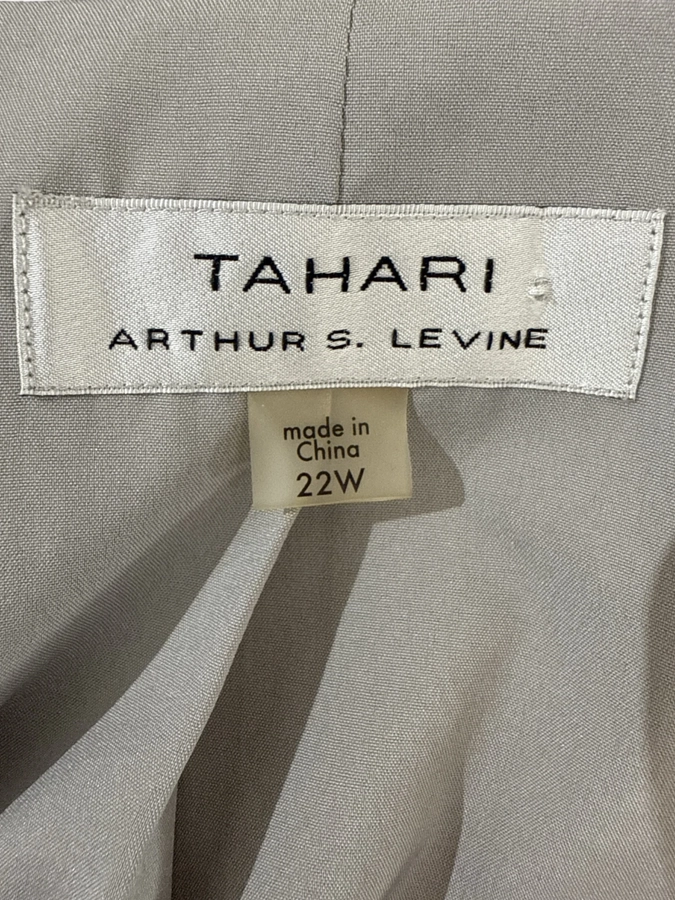 TAHARI
ARTHUR S. LEVINE
made in
China
22W